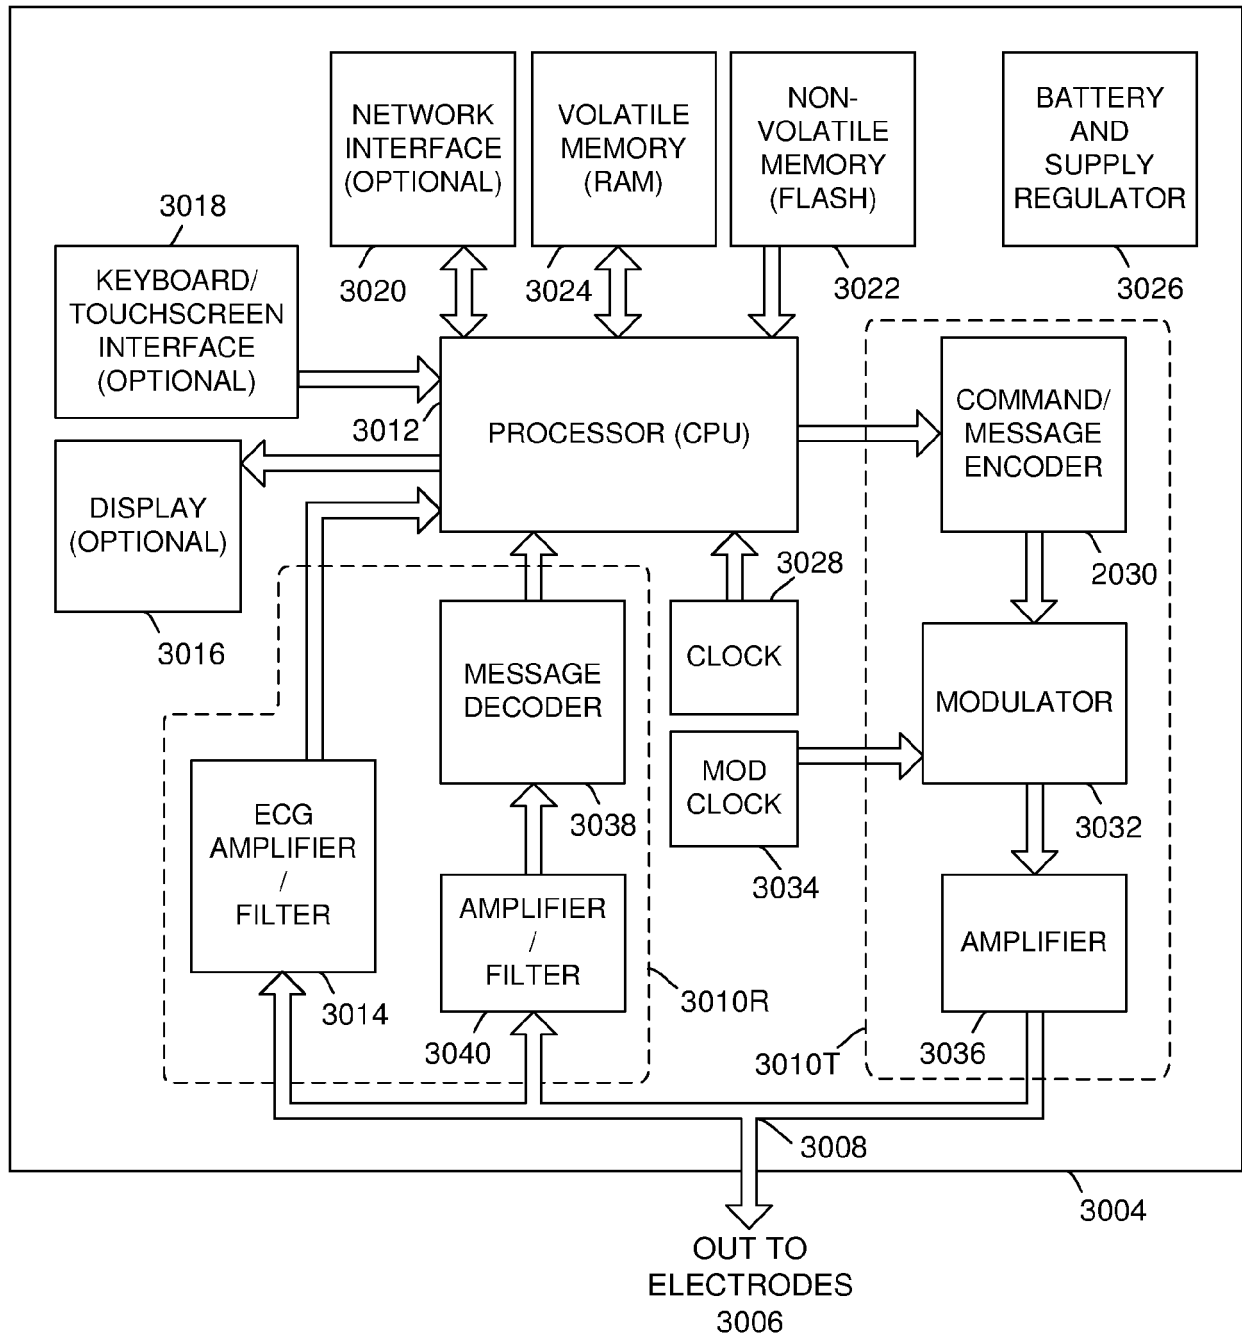 NETWORK
INTERFACE
(OPTIONAL)
3020
VOLATILE
MEMORY
(RAM)
3024
NON-
VOLATILE
MEMORY
(FLASH)
3022
BATTERY
AND
SUPPLY
REGULATOR
3026
3018
KEYBOARD/
TOUCHSCREEN
INTERFACE
(OPTIONAL)
3012
PROCESSOR (CPU)
COMMAND/
MESSAGE
ENCODER
2030
DISPLAY
(OPTIONAL)
3016
3028
CLOCK
MESSAGE
DECODER
3038
MODULATOR
3032
MOD
CLOCK
3034
ECG
AMPLIFIER
/
FILTER
3014
AMPLIFIER
/
FILTER
3040
3010R
AMPLIFIER
3036
3010T
3008
3004
OUT TO
ELECTRODES
3006